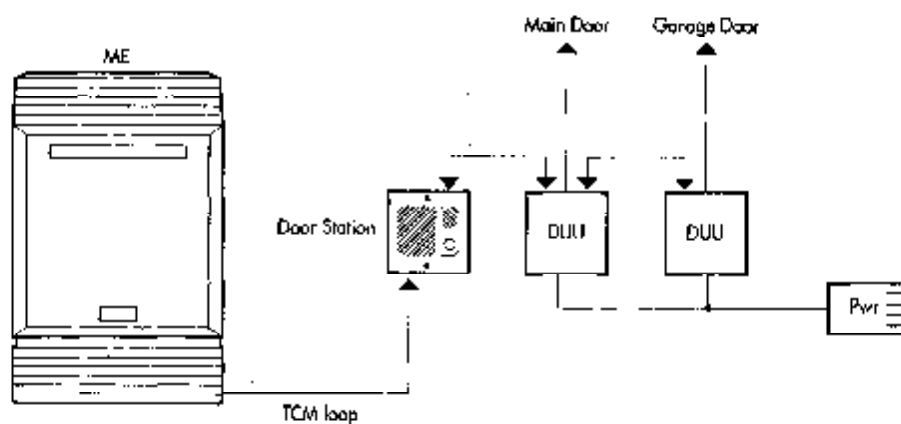 Main Door
Garage Door
ME
Door Station
DUU
DUU
Pwr
TCM loop